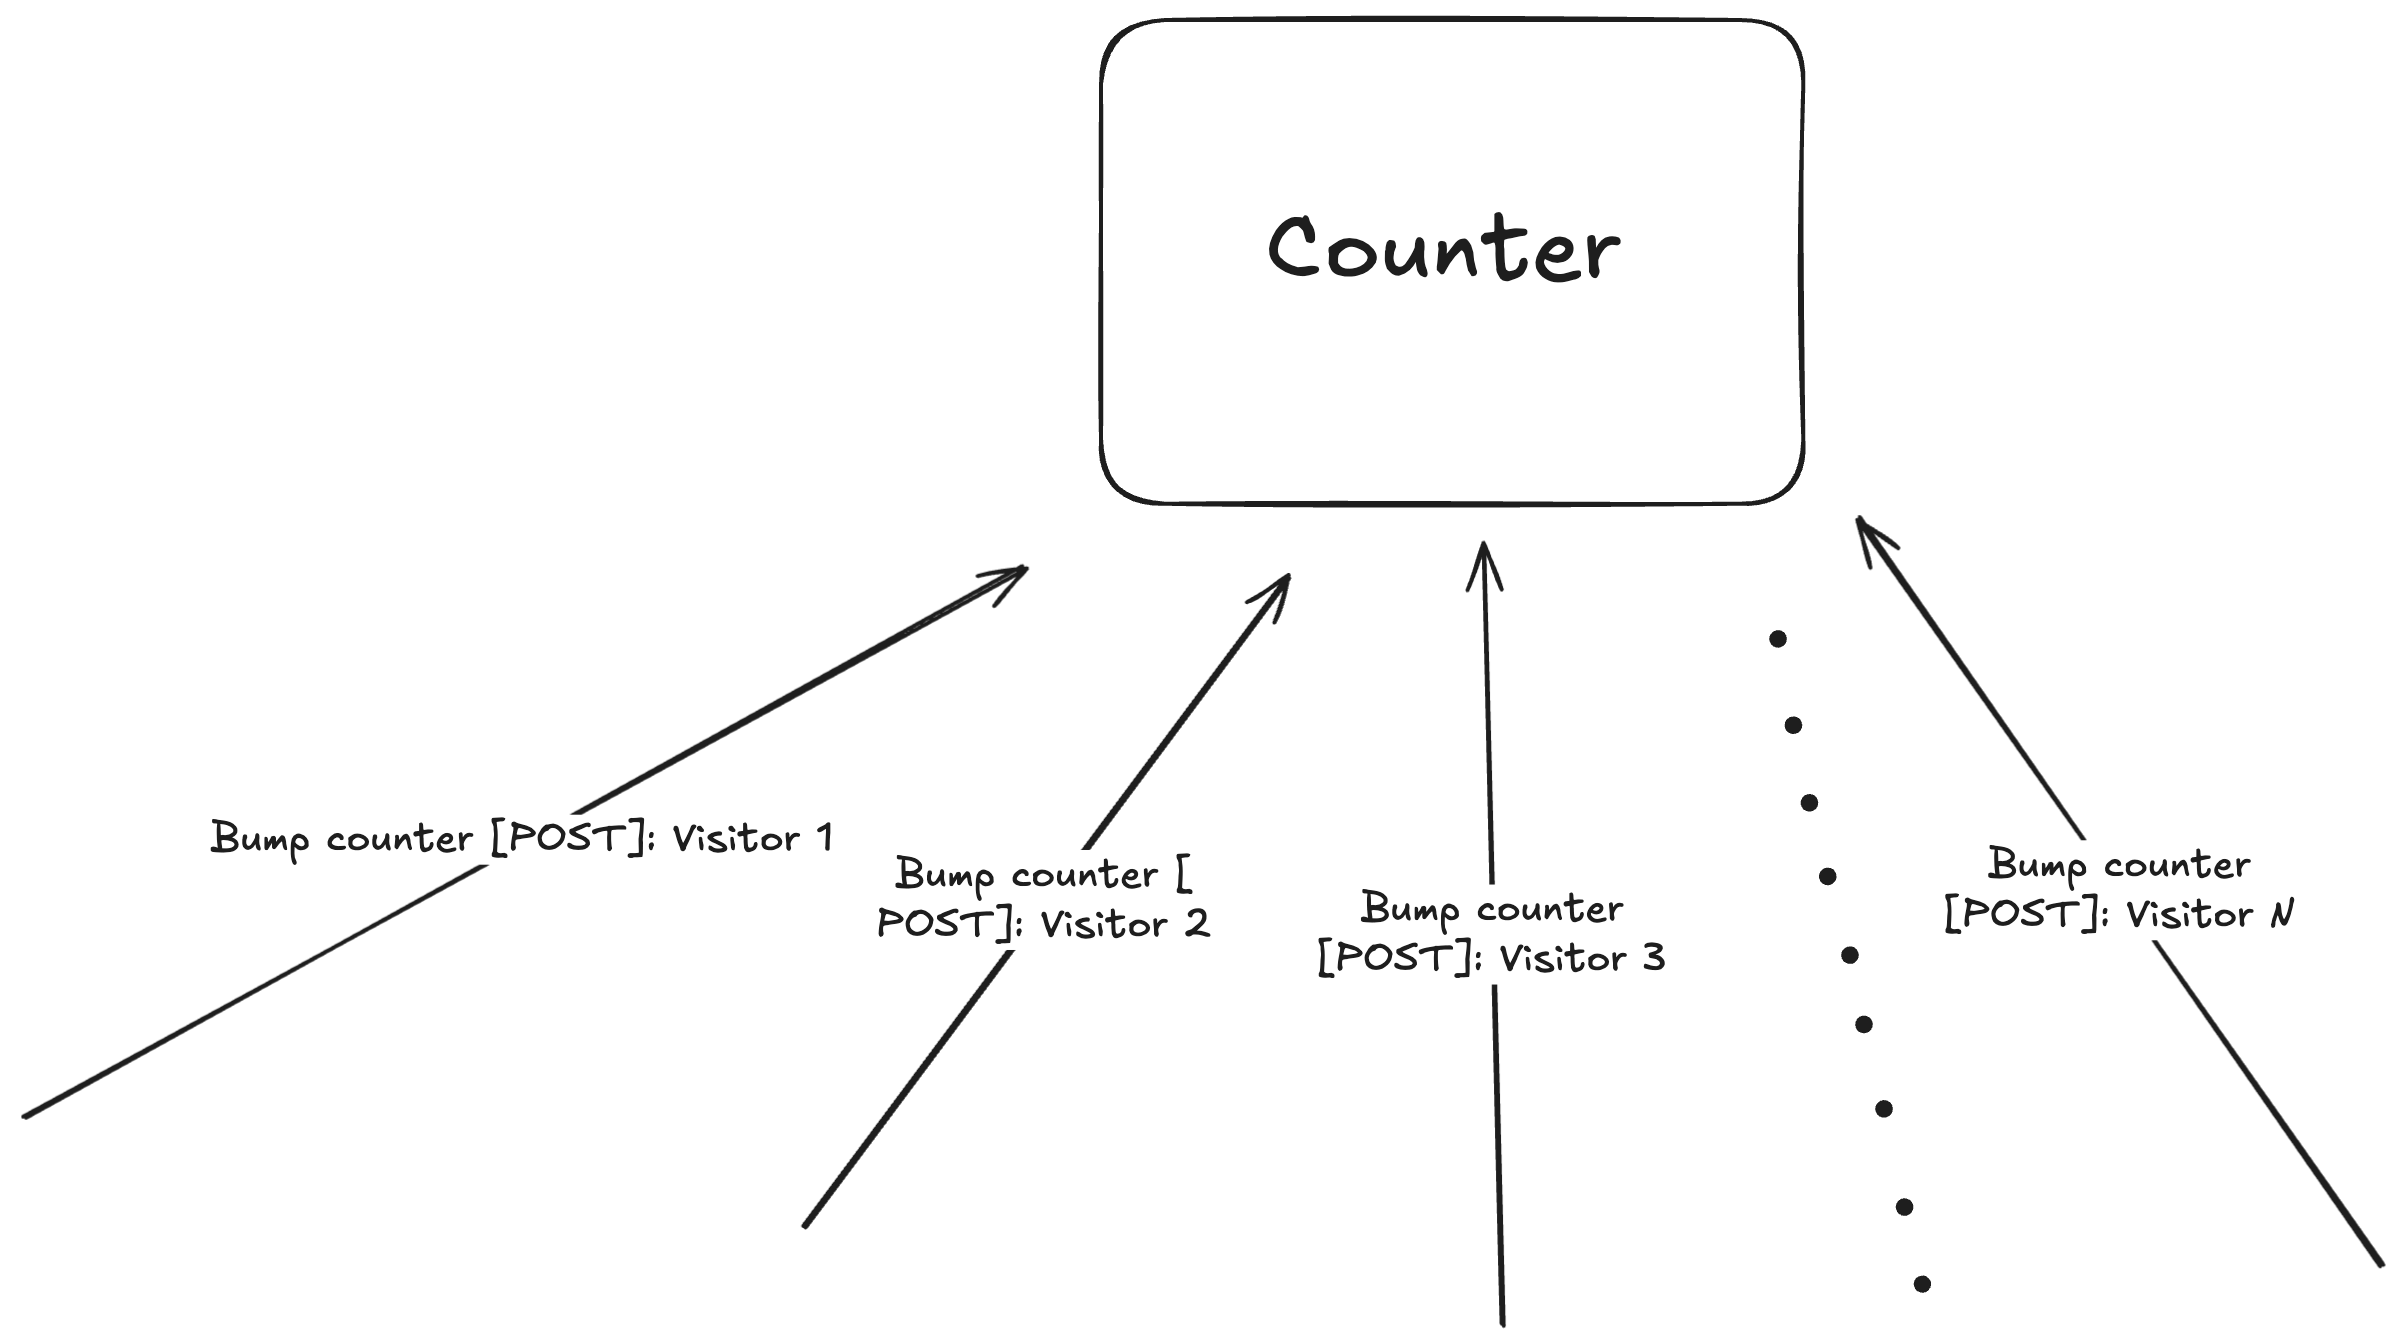 Counter
Bump counter [POST]: Visitor 1
Bump counter [
POST]: Visitor 2
Bump counter
[POST]: Visitor 3
Bump counter
[POST]: Visitor N